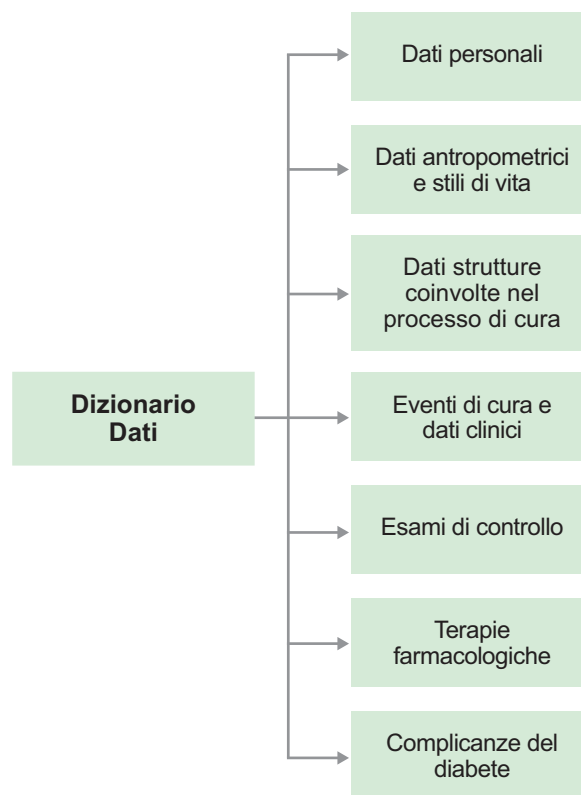 Dati personali
Dati antropometrici
e stili di vita
Dati strutture
coinvolte nel
processo di cura
Dizionario
Dati
Eventi di cura e
dati clinici
Esami di controllo
Terapie
farmacologiche
Complicanze del
diabete